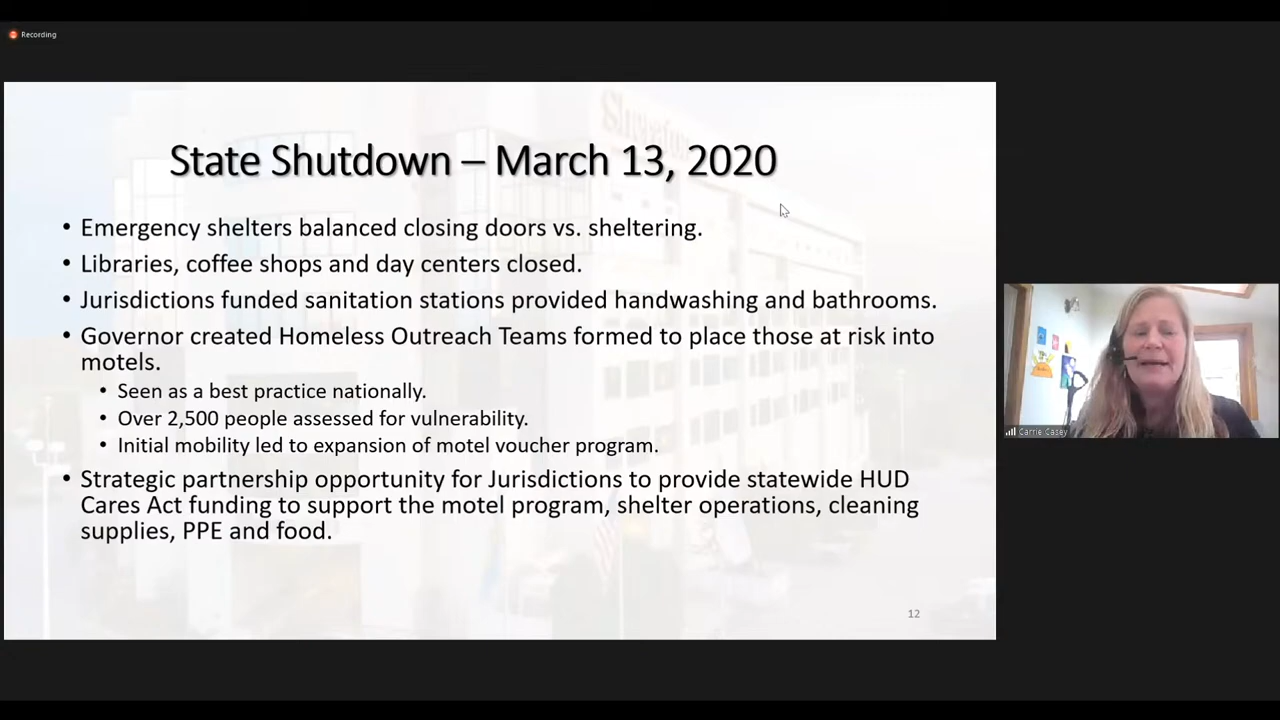 Recording
State Shutdown – March 13, 2020
• Emergency shelters balanced closing doors vs. sheltering.
• Libraries, coffee shops and day centers closed.
• Jurisdictions funded sanitation stations provided handwashing and bathrooms.
• Governor created Homeless Outreach Teams formed to place those at risk into
motels.
• Seen as a best practice nationally.
• Over 2,500 people assessed for vulnerability.
• Initial mobility led to expansion of motel voucher program.
• Strategic partnership opportunity for Jurisdictions to provide statewide HUD
Cares Act funding to support the motel program, shelter operations, cleaning
supplies, PPE and food.
12
Carrie Casey